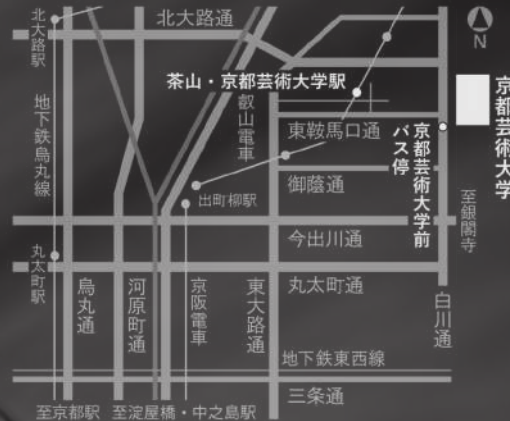 北大路通
北大路駅
N
茶山・京都芸術大学駅
叡山電車
京都芸術大学
地下鉄烏丸線
東鞍馬口通
京都芸術大学前
バス停
御蔭通
出町柳駅
至銀閣寺
今出川通
丸太町駅
烏丸通
河原町通
京阪電車
東大路通
丸太町通
白川通
地下鉄東西線
三条通
至京都駅
至淀屋橋・中之島駅